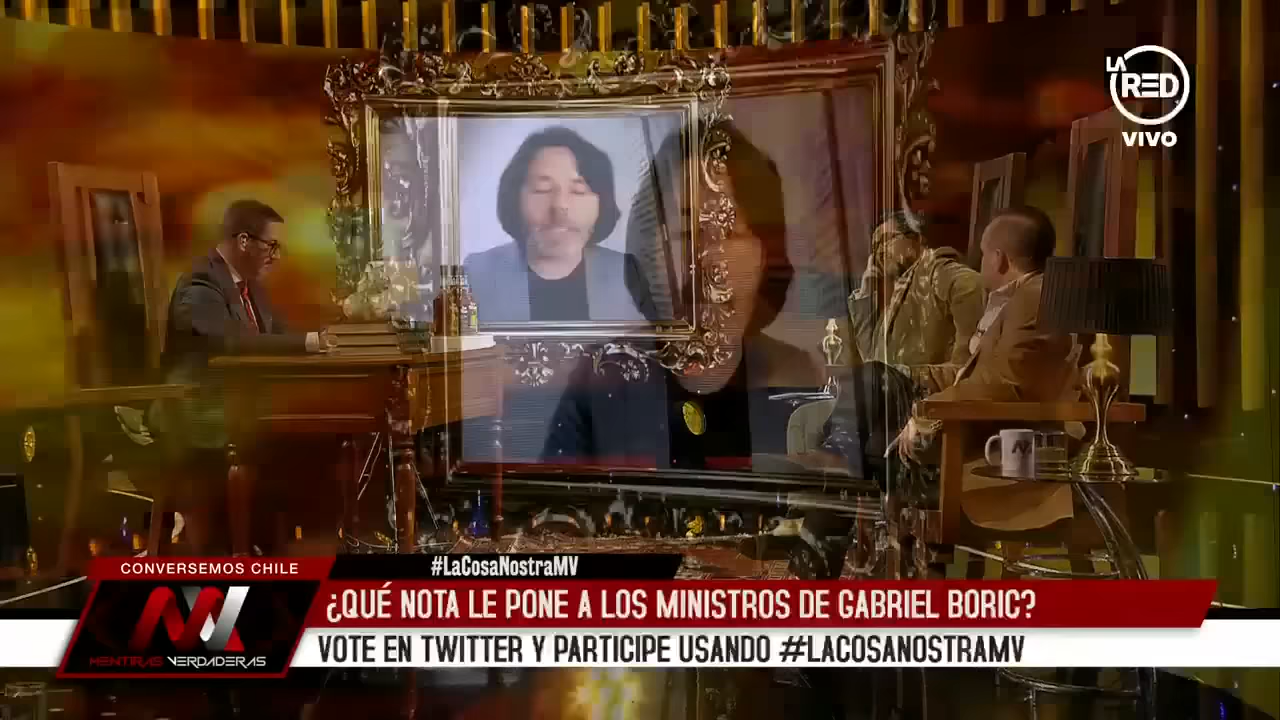 LA
RED
VIVO
#LaCosaNostraMV
CONVERSEMOS CHILE
¿QUÉ NOTA LE PONE A LOS MINISTROS DE GABRIEL BORIC?
VOTE EN TWITTER Y PARTICIPE USANDO #LACOSANOSTRAMV
MV
MENTIRAS VERDADERAS